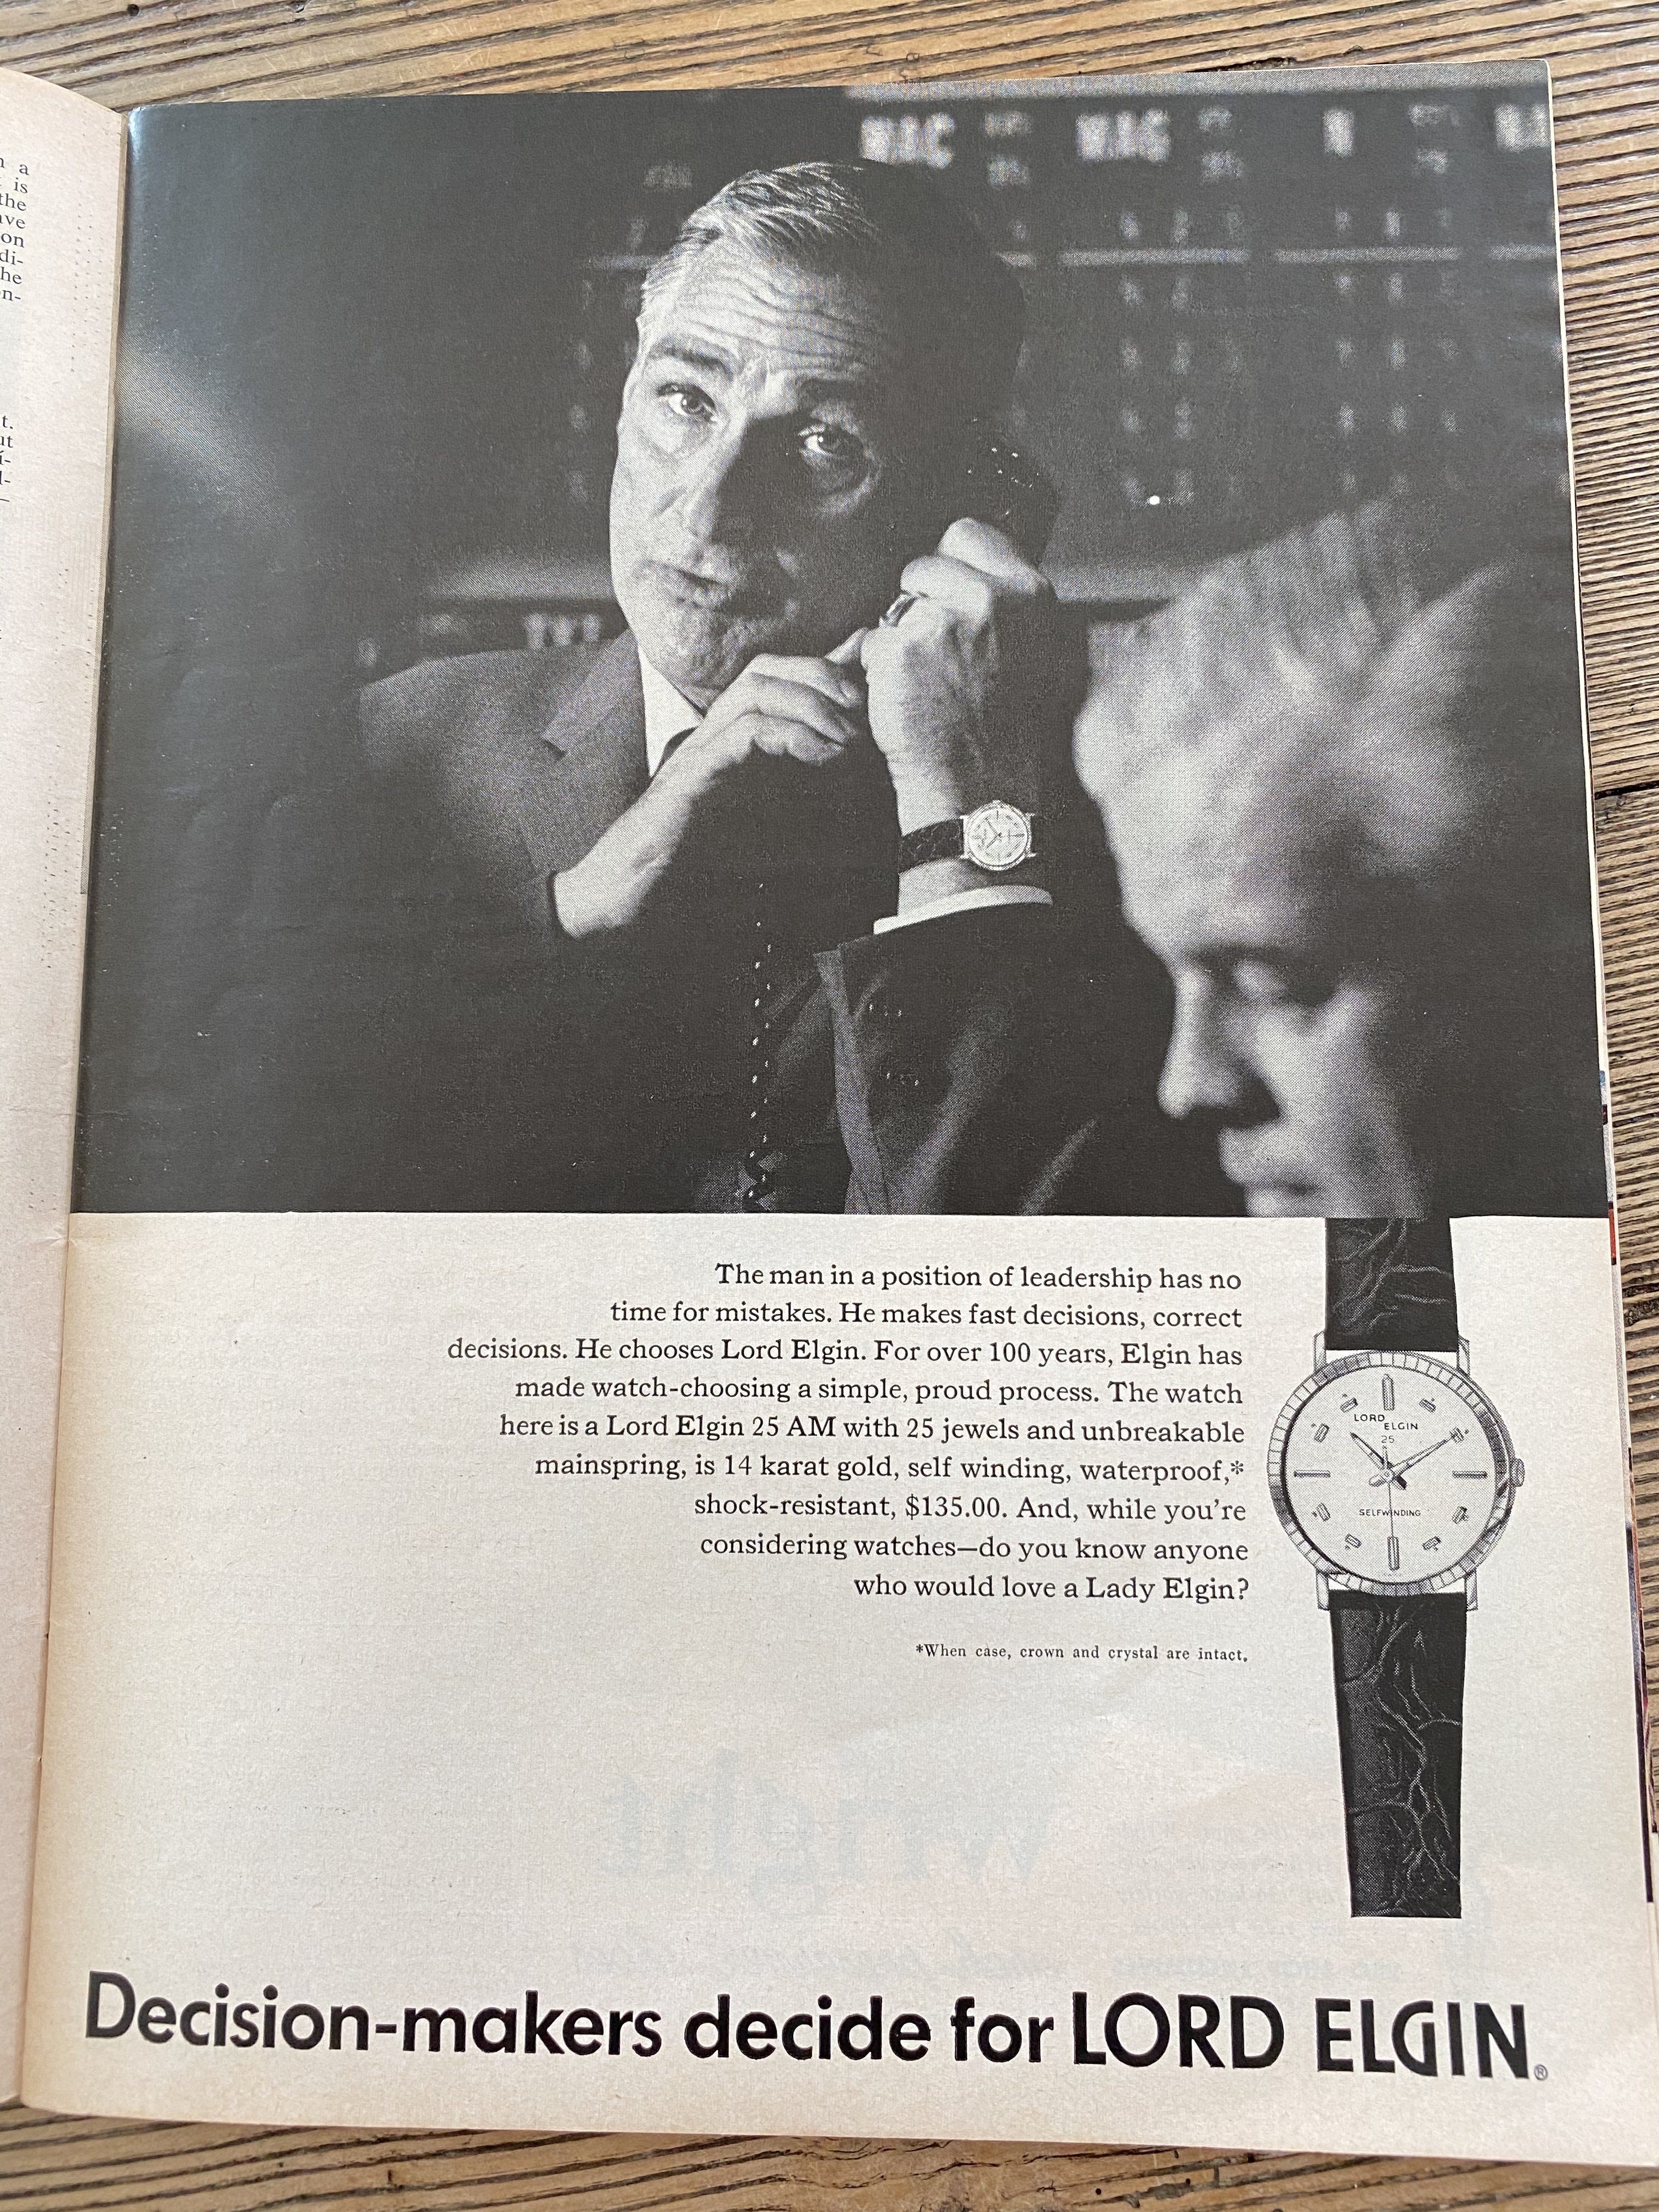 a
is
the
on
di-
The man in a position of leadership has no
time for mistakes. He makes fast decisions, correct
decisions. He chooses Lord Elgin. For over 100 years, Elgin has
made watch-choosing a simple, proud process. The watch
here is a Lord Elgin 25 AM with 25 jewels and unbreakable
mainspring, is 14 karat gold, self winding, waterproof,*
shock-resistant, $135.00. And, while you're
considering watches—do you know anyone
who would love a Lady Elgin?
*When case, crown and crystal are intact.
LORD
ELGIN
25
SELFWINDING
Decision-makers decide for LORD ELGIN®